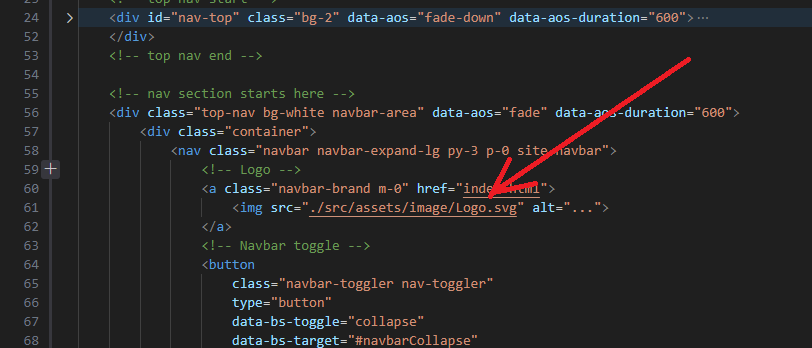 <!-- top nav start -->
24 > <div id="nav-top" class="bg-2" data-aos="fade-down" data-aos-duration="600">…
52 </div>
53 <!-- top nav end -->
54
55 <!-- nav section starts here -->
56 <div class="top-nav bg-white navbar-area" data-aos="fade" data-aos-duration="600">
57 <div class="container">
58 <nav class="navbar navbar-expand-lg py-3 p-0 site-navbar">
59 <!-- Logo -->
60 <a class="navbar-brand m-0" href="index.html">
61 <img src="./src/assets/image/Logo.svg" alt="...">
62 </a>
63 <!-- Navbar toggle -->
64 <button
65 class="navbar-toggler nav-toggler"
66 type="button"
67 data-bs-toggle="collapse"
68 data-bs-target="#navbarCollapse"